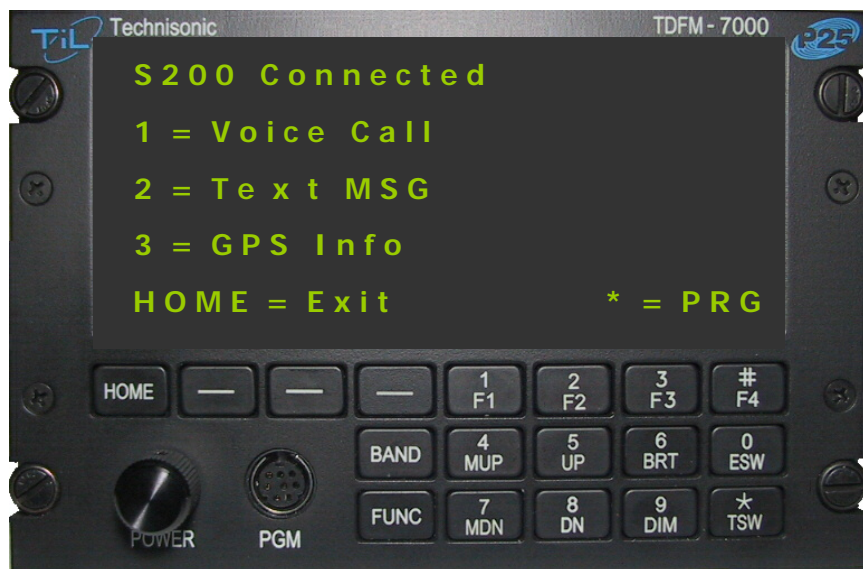 TiL Technisonic TDFM - 7000 P25
S200 Connected
1 = Voice Call
2 = Text MSG
3 = GPS Info
HOME = Exit * = PRG
HOME — — — 1 2 3 #
F1 F2 F3 F4
BAND 4 5 6 0
MUP UP BRT ESW
FUNC 7 8 9 *
MDN DN DIM TSW
POWER PGM